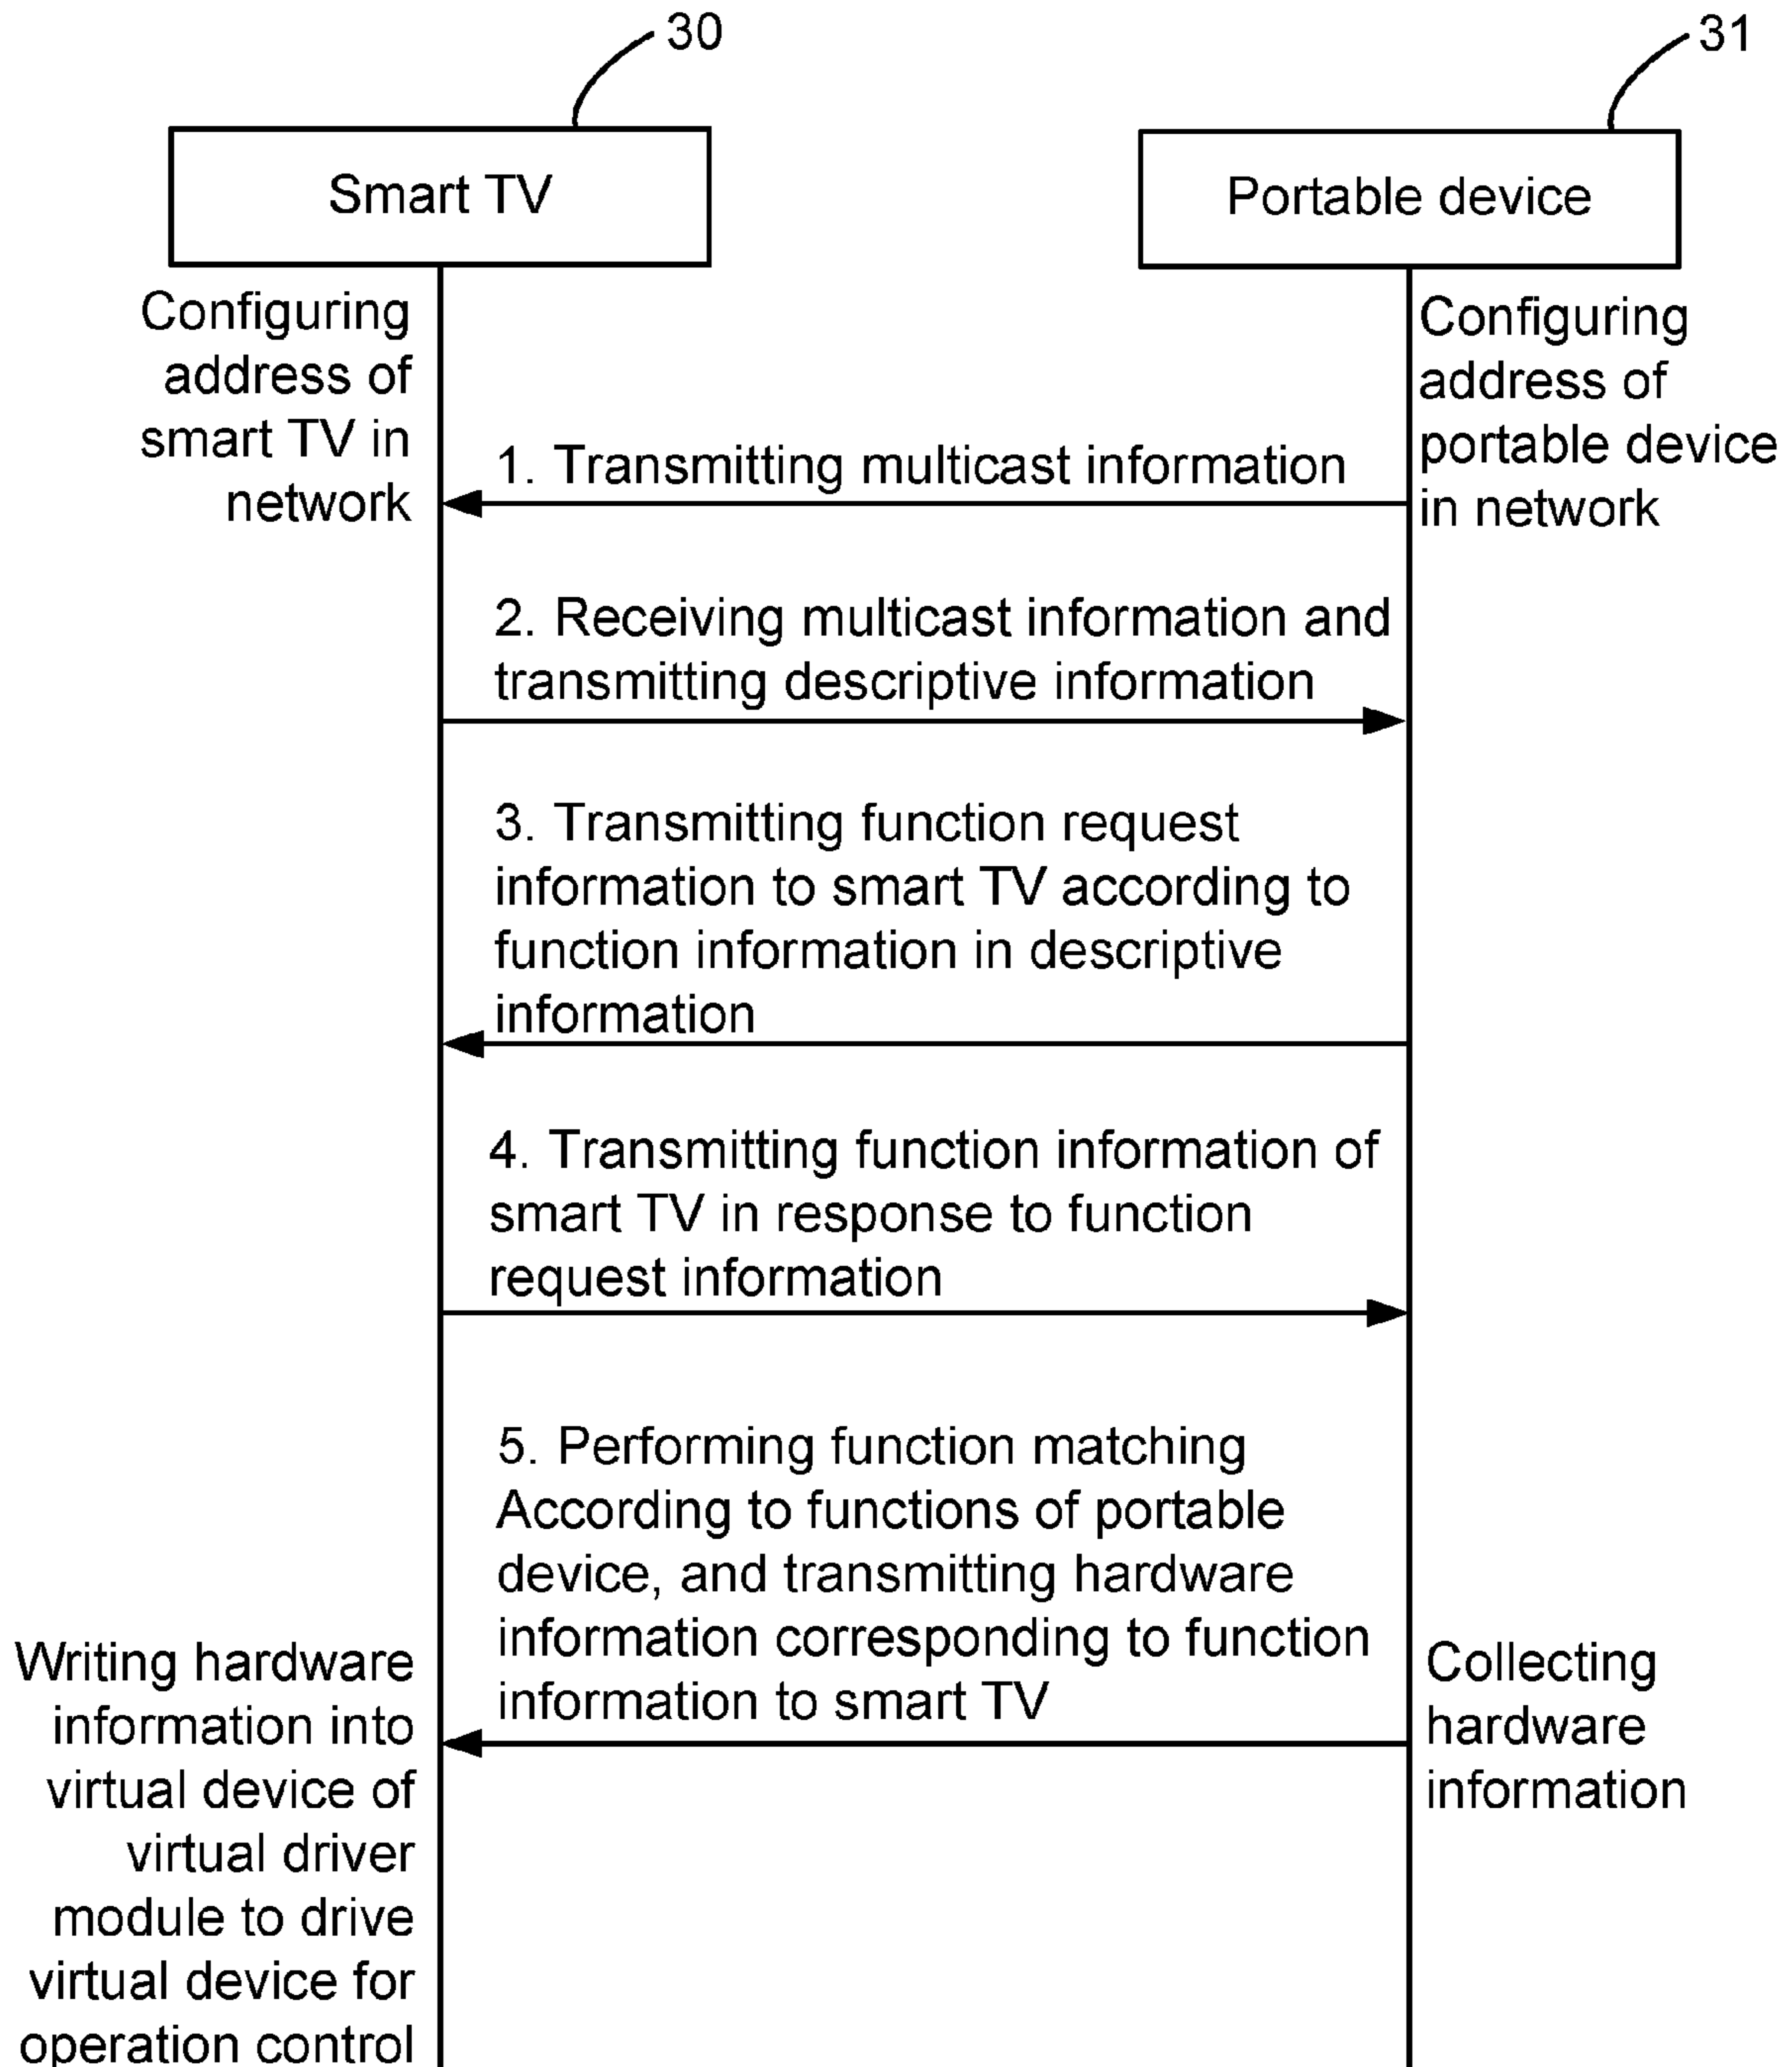 30
31
Smart TV
Portable device
Configuring
address of
smart TV in
network
Configuring
address of
portable device
in network
1. Transmitting multicast information
2. Receiving multicast information and
transmitting descriptive information
3. Transmitting function request
information to smart TV according to
function information in descriptive
information
4. Transmitting function information of
smart TV in response to function
request information
5. Performing function matching
According to functions of portable
device, and transmitting hardware
information corresponding to function
information to smart TV
Writing hardware
information into
virtual device of
virtual driver
module to drive
virtual device for
operation control
Collecting
hardware
information